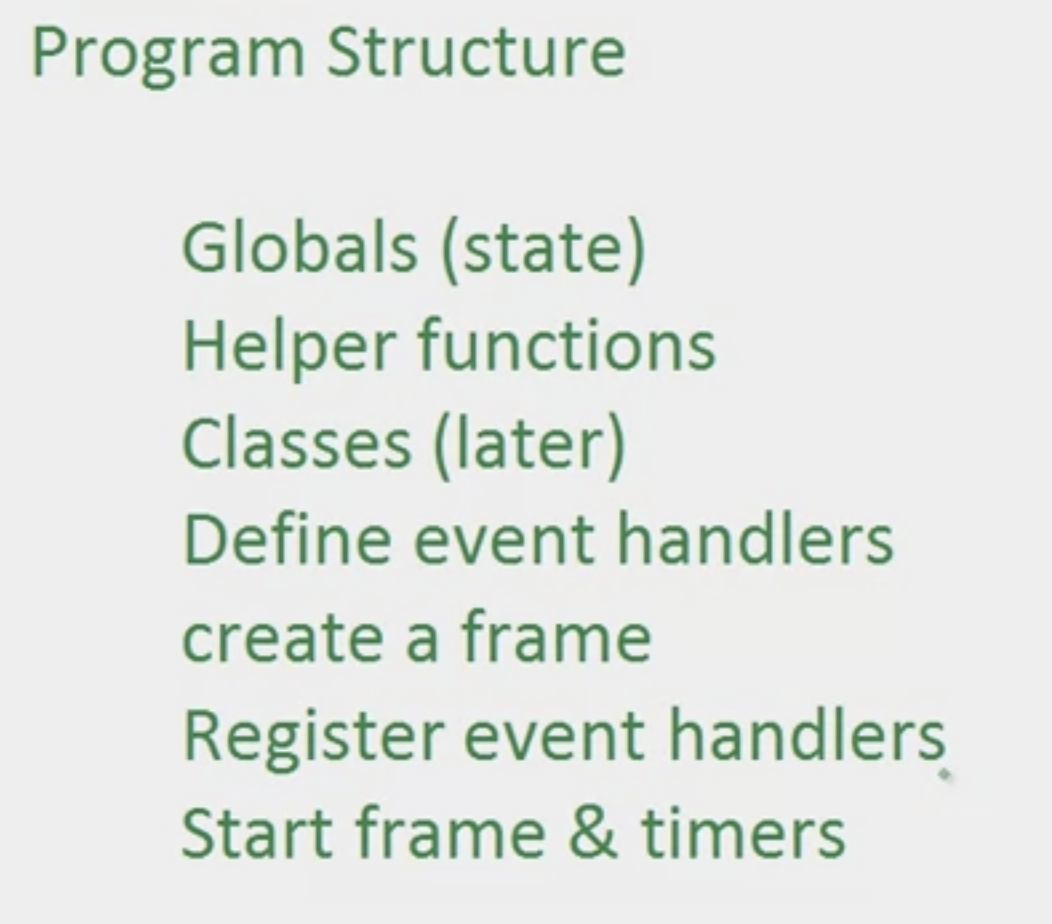 Program Structure
Globals (state)
Helper functions
Classes (later)
Define event handlers
create a frame
Register event handlers
Start frame & timers